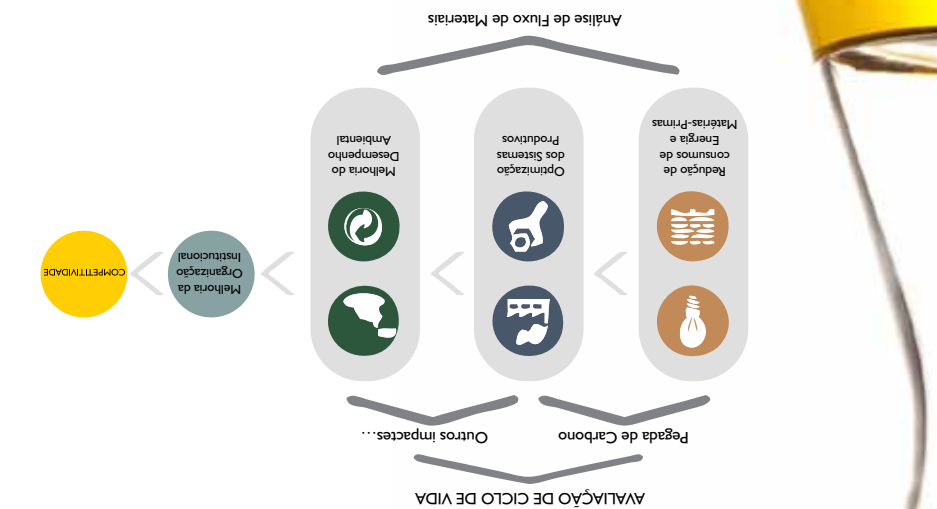 AVALIAÇÃO DE CICLO DE VIDA
Pegada de Carbono
Outros impactes...
Redução de
consumos de
Energia e
Matérias-Primas
Optimização
dos Sistemas
Produtivos
Melhoria do
Desempenho
Ambiental
Melhoria da
Organização
Institucional
COMPETITIVIDADE
Análise de Fluxo de Materiais